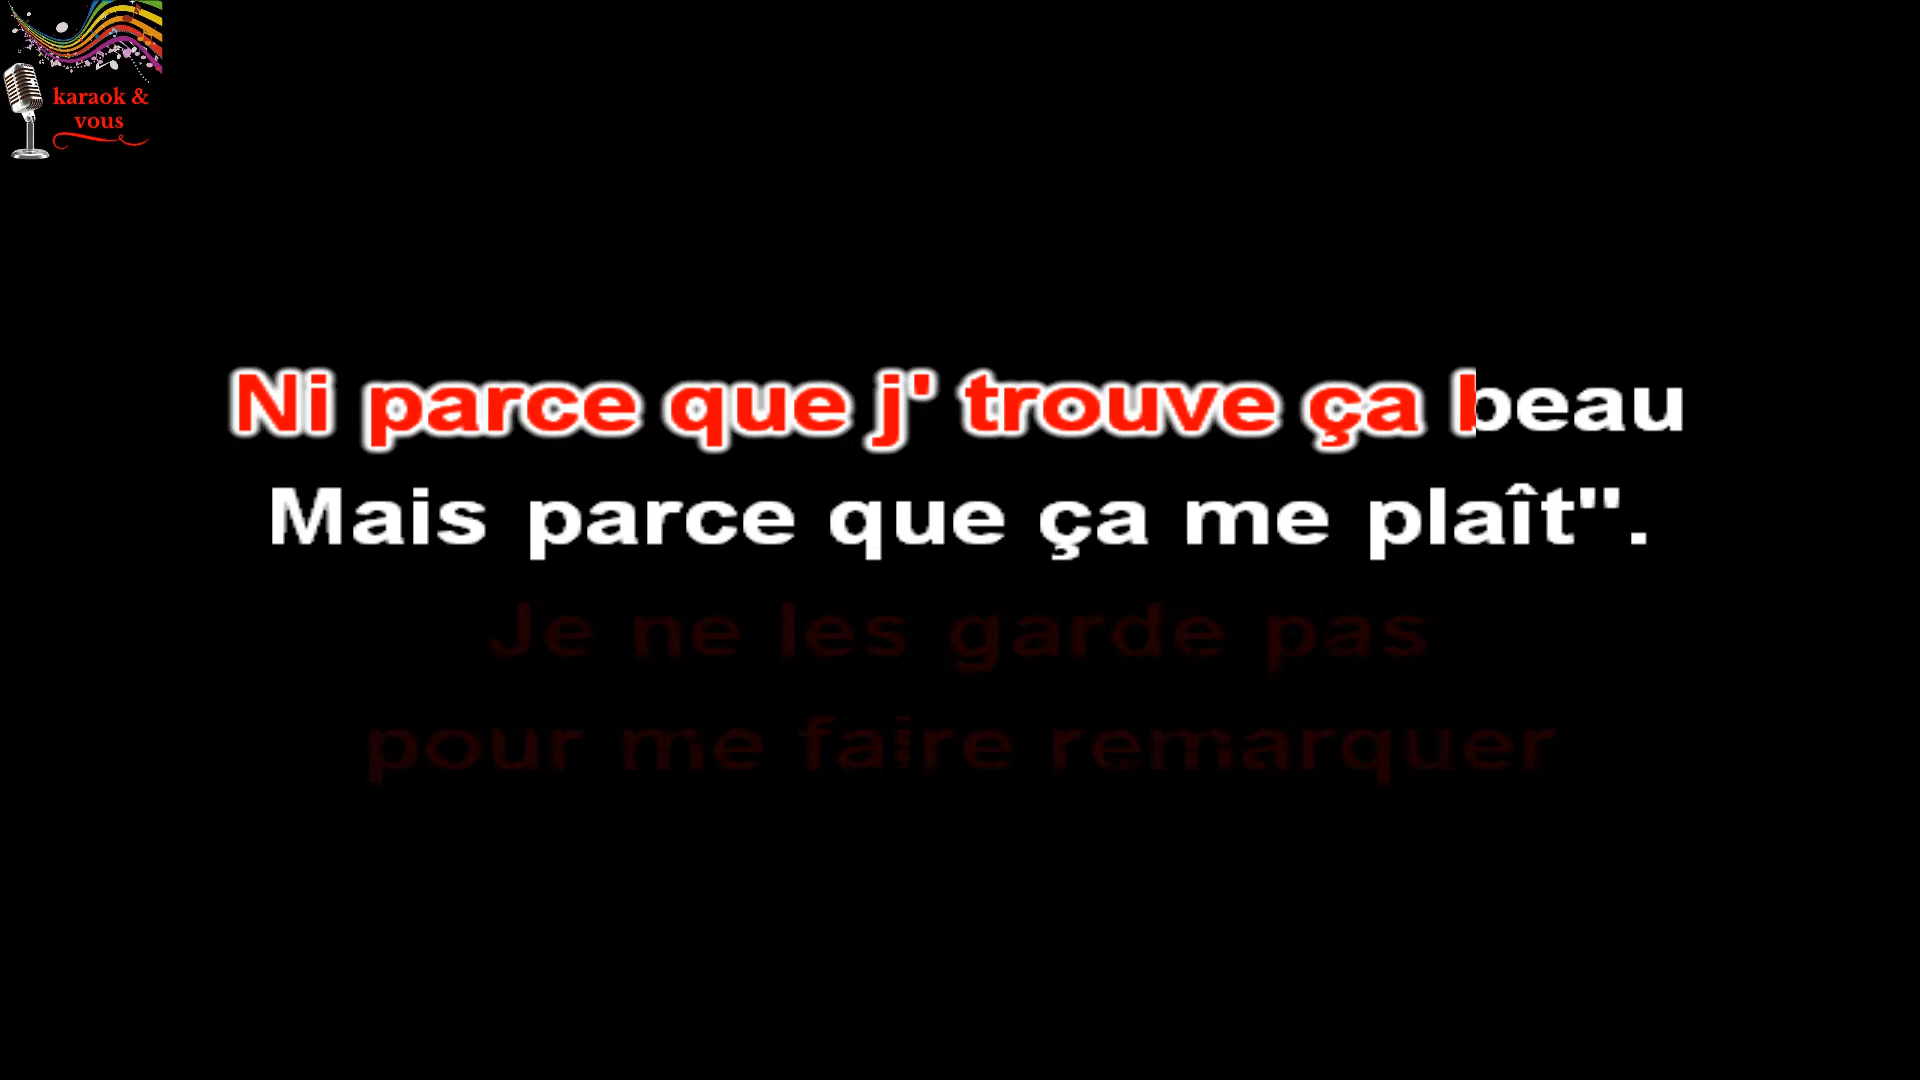 karaok &
vous
Ni parce que j' trouve ça beau
Mais parce que ça me plaît".
Je ne les garde pas
pour me faire remarquer